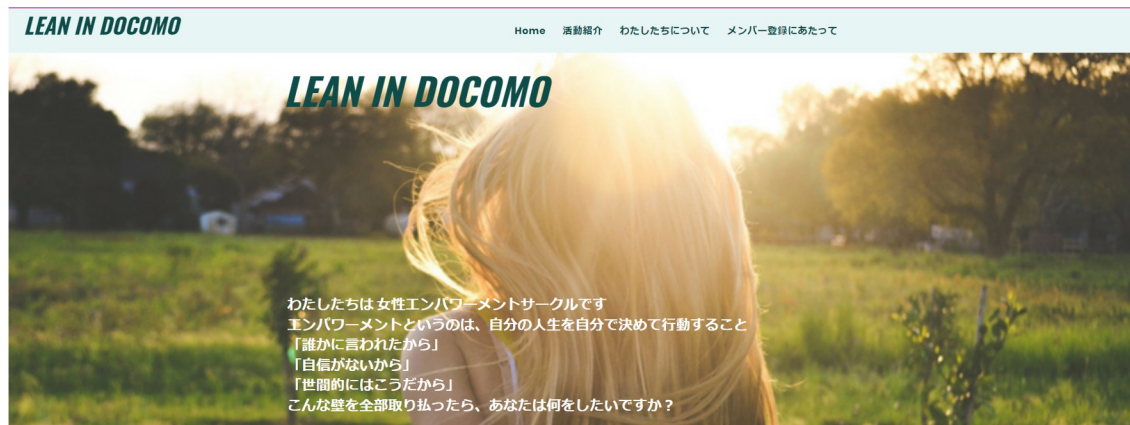 LEAN IN DOCOMO
Home 活動紹介 わたしたちについて メンバー登録にあたって
LEAN IN DOCOMO
わたしたちは 女性エンパワーメントサークルです
エンパワーメントというのは、自分の人生を自分で決めて行動すること
「誰かに言われたから」
「自信がないから」
「世間的にはこうだから」
こんな壁を全部取り払ったら、あなたは何をしたいですか？